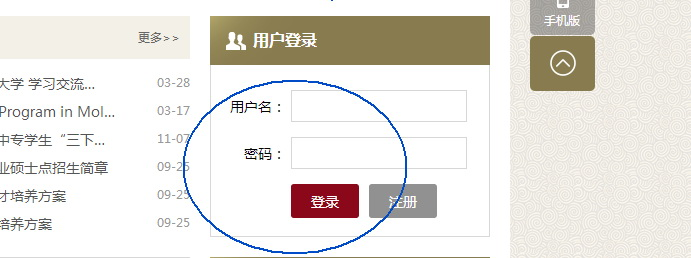 更多>>
大学 学习交流... 03-28
Program in Mol... 03-17
中专学生“三下... 11-07
业硕士点招生简章 09-25
才培养方案 09-25
培养方案 09-25
用户登录
用户名：
密码：
登录 注册
手机版